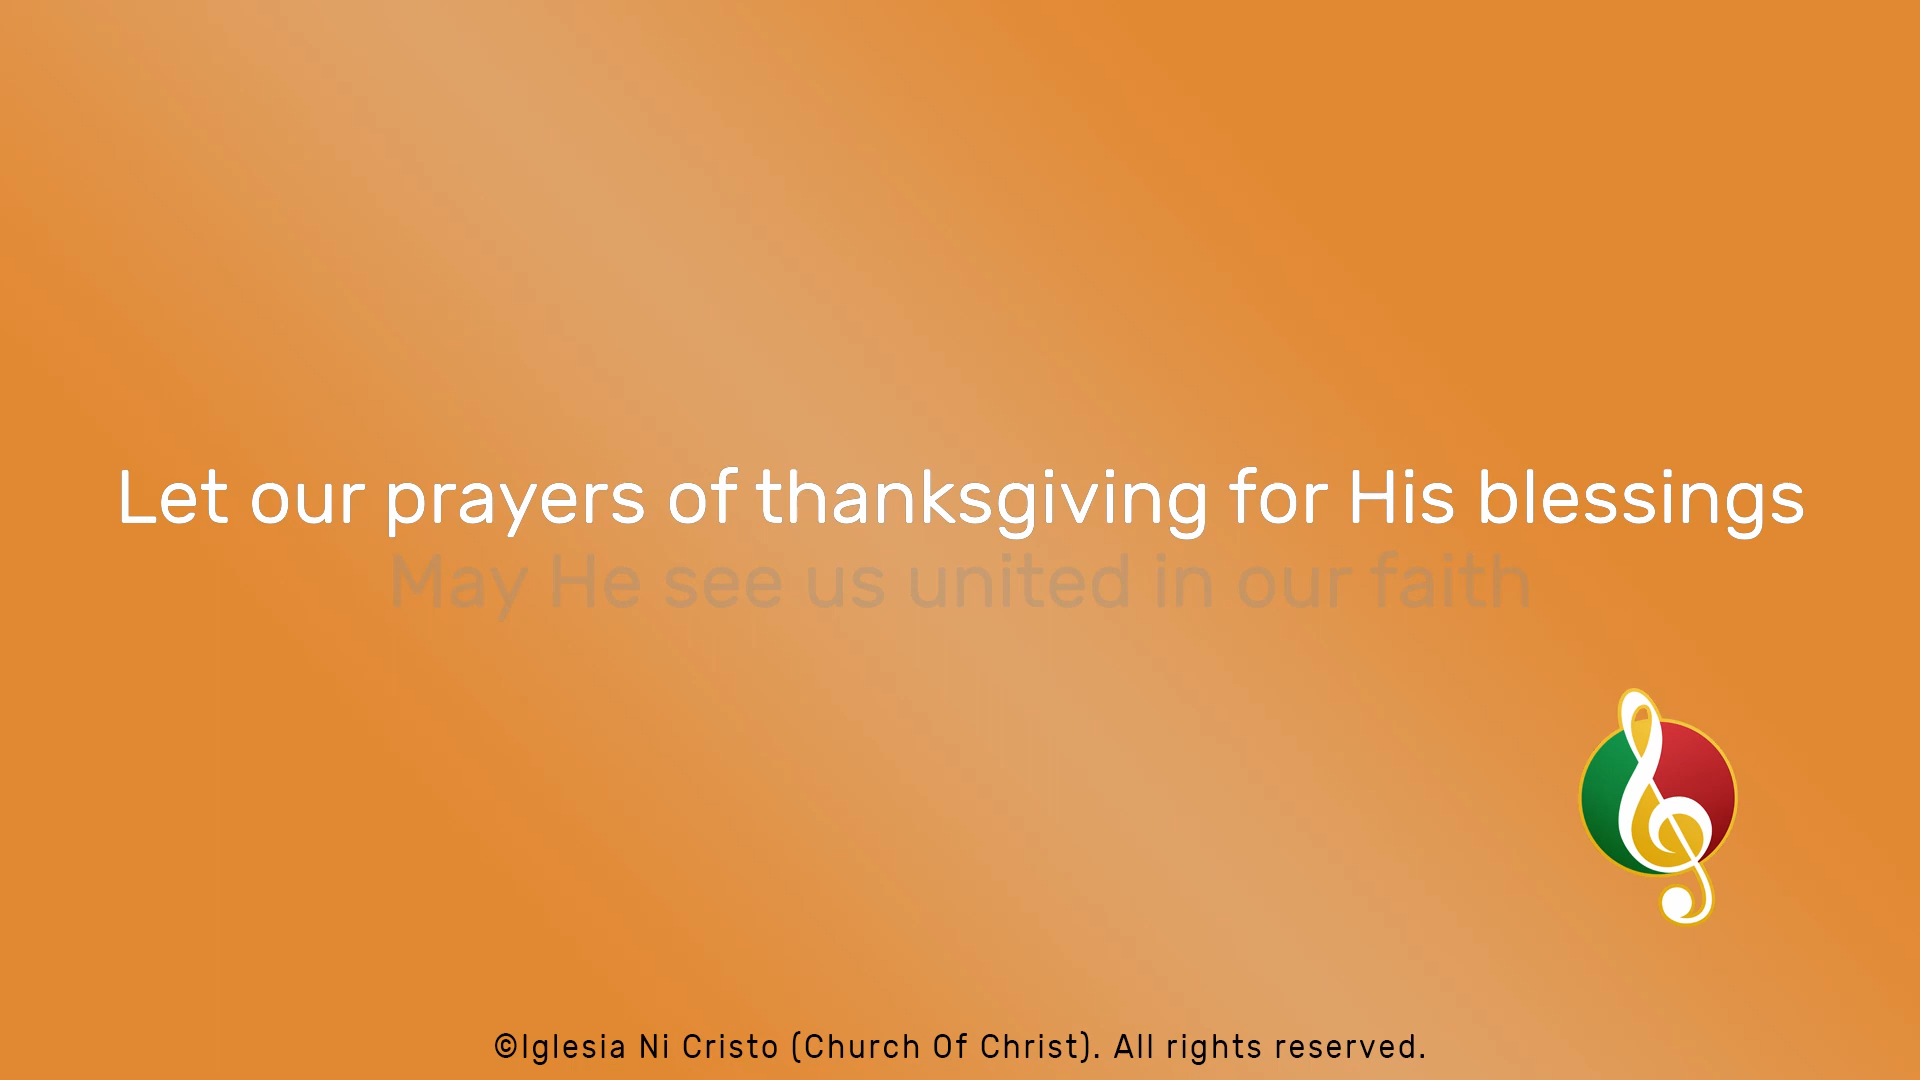 Let our prayers of thanksgiving for His blessings
May He see us united in our faith
©Iglesia Ni Cristo (Church Of Christ). All rights reserved.